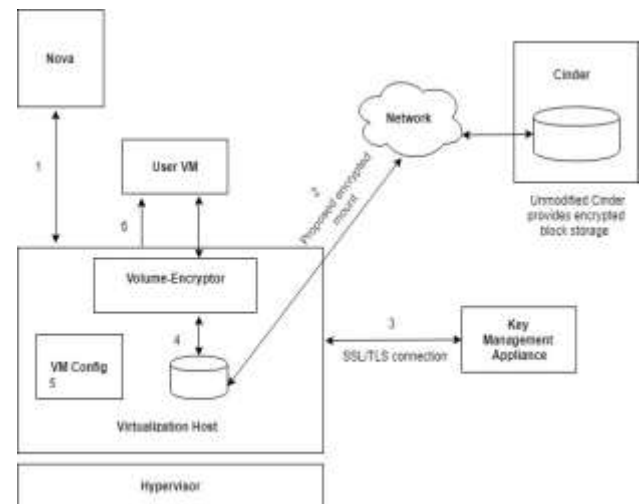 Nova
Cinder
Network
1
User VM
2
Proposed encrypted
mount
Unmodified Cinder
provides encrypted
block storage
6
Volume-Encryptor
3
SSL/TLS connection
Key
Management
Appliance
4
VM Config
5
Virtualization Host
Hypervisor